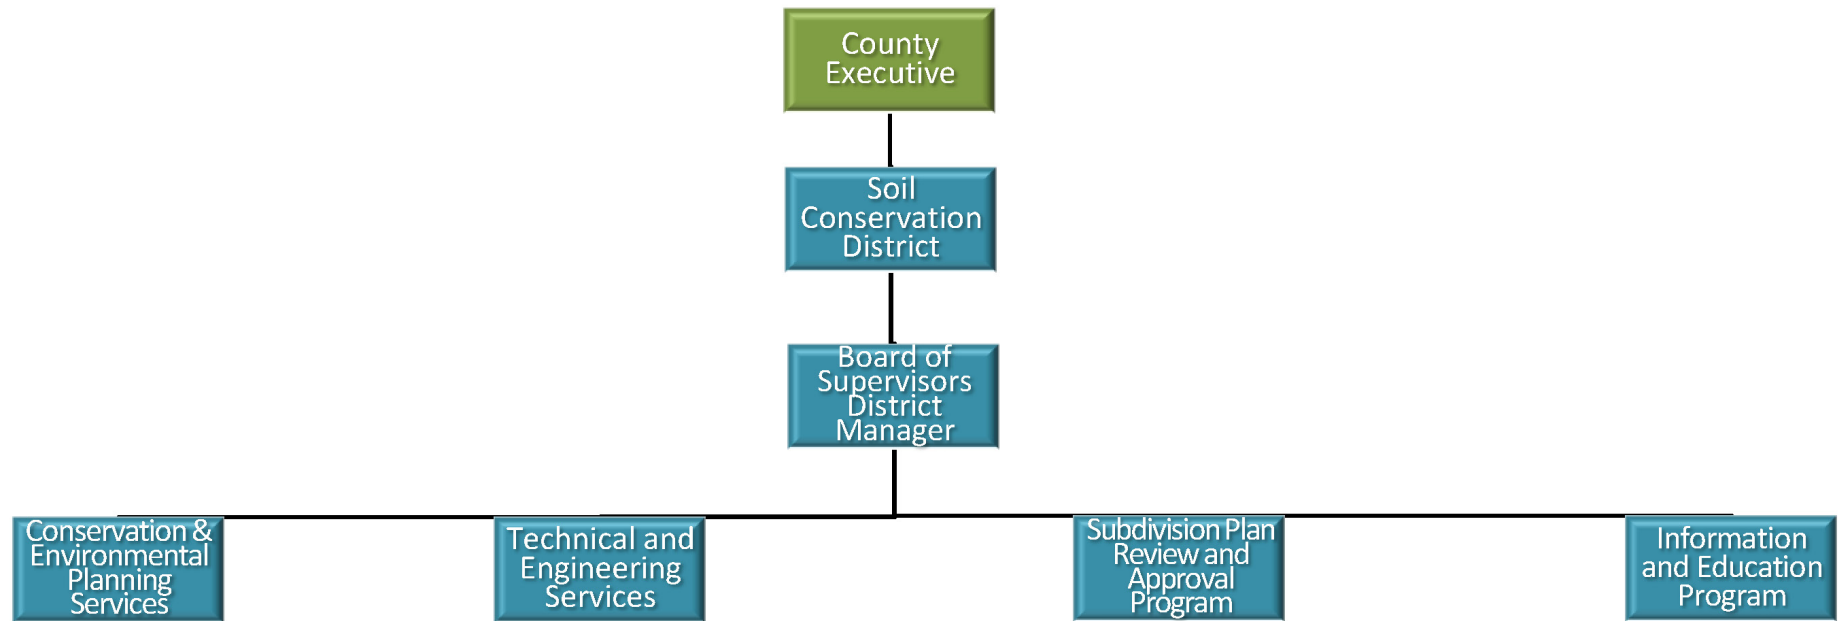 County
Executive
Soil
Conservation
District
Board of
Supervisors
District
Manager
Conservation &
Environmental
Planning
Services
Technical and
Engineering
Services
Subdivision Plan
Review and
Approval
Program
Information
and Education
Program